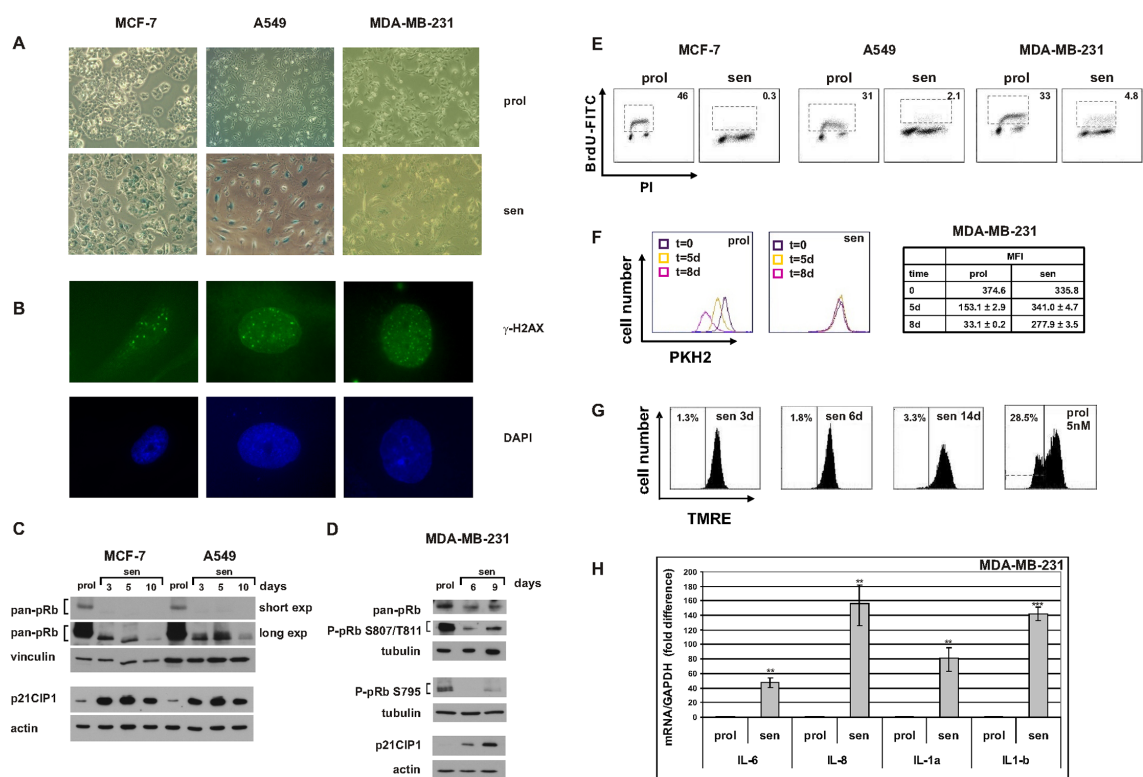 MCF-7 A549 MDA-MB-231
A
prol
sen
B
γ-H2AX
DAPI
C
MCF-7 A549
sen sen
prol 3 5 10 prol 3 5 10 days
pan-pRb short exp
pan-pRb long exp
vinculin
p21CIP1
actin
D
MDA-MB-231
sen
prol 6 9 days
pan-pRb
P-pRb S807/T811
tubulin
P-pRb S795
tubulin
p21CIP1
actin
E
MCF-7 A549 MDA-MB-231
prol sen prol sen prol sen
46 0.3 31 2.1 33 4.8
BrdU-FITC
PI
F
prol
t=0
t=5d
t=8d
sen
t=0
t=5d
t=8d
cell number
PKH2
MDA-MB-231
MFI
time prol sen
0 374.6 335.8
5d 153.1 ± 2.9 341.0 ± 4.7
8d 33.1 ± 0.2 277.9 ± 3.5
G
1.3% sen 3d
1.8% sen 6d
3.3% sen 14d
28.5% prol
5nM
cell number
TMRE
H
MDA-MB-231
mRNA/GAPDH (fold difference)
200
180
160
140
120
100
80
60
40
20
0
** ** ** ***
prol sen prol sen prol sen prol sen
IL-6 IL-8 IL-1a IL1-b